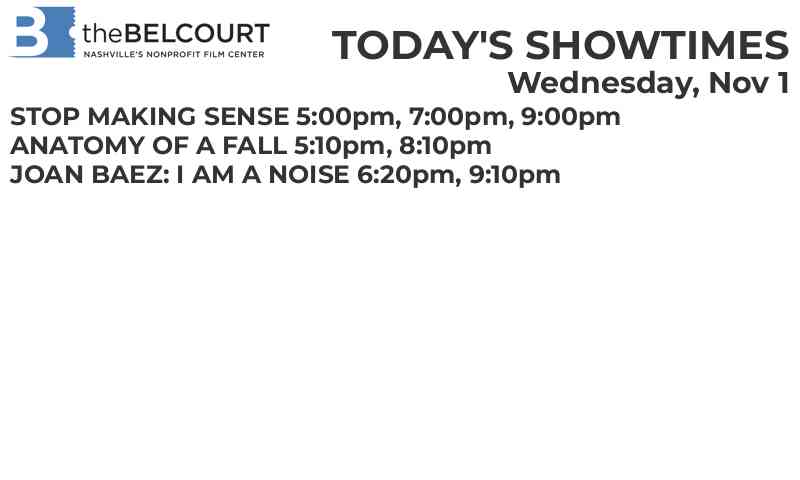 B theBELCOURT
NASHVILLE'S NONPROFIT FILM CENTER
TODAY'S SHOWTIMES
Wednesday, Nov 1
STOP MAKING SENSE 5:00pm, 7:00pm, 9:00pm
ANATOMY OF A FALL 5:10pm, 8:10pm
JOAN BAEZ: I AM A NOISE 6:20pm, 9:10pm